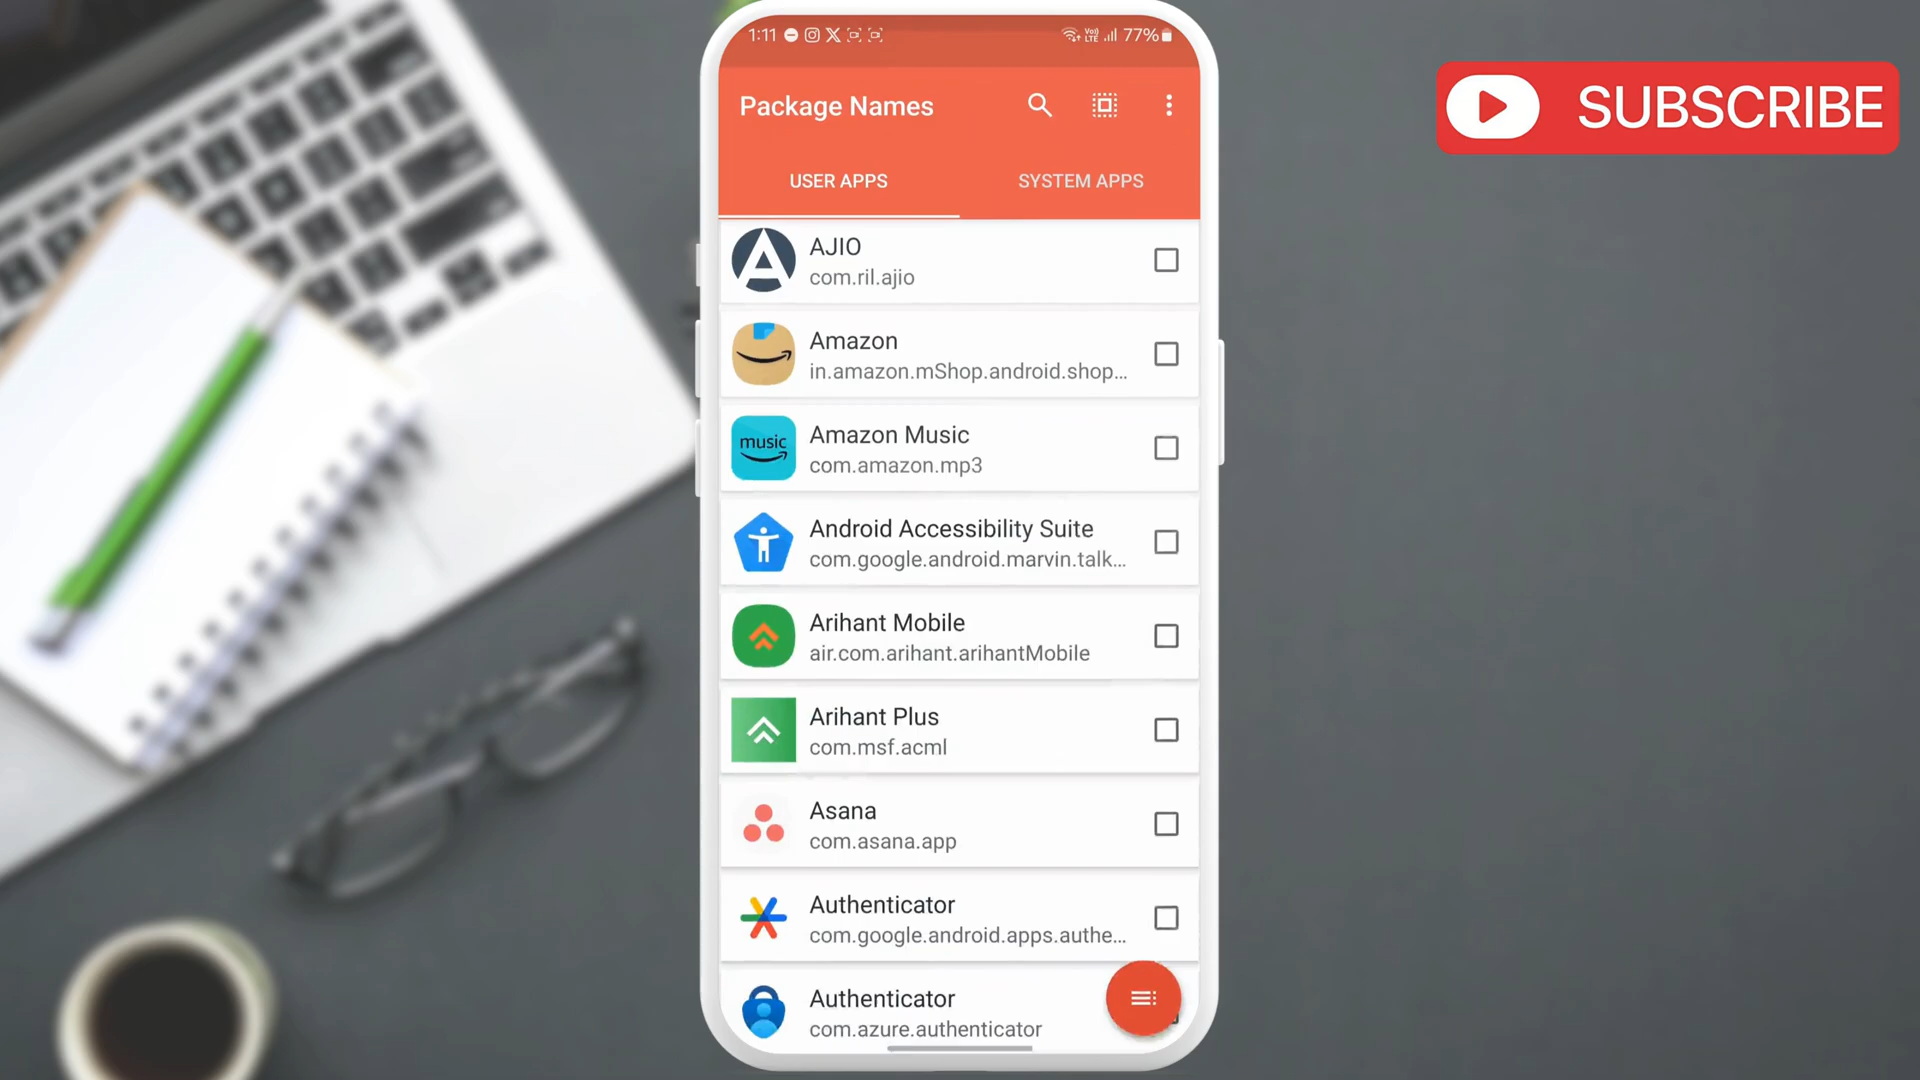 1:11
77%
SUBSCRIBE
Package Names
USER APPS
SYSTEM APPS
AJIO
com.ril.ajio
Amazon
in.amazon.mShop.android.shop...
music
Amazon Music
com.amazon.mp3
Android Accessibility Suite
com.google.android.marvin.talk...
Arihant Mobile
air.com.arihant.arihantMobile
Arihant Plus
com.msf.acml
Asana
com.asana.app
Authenticator
com.google.android.apps.authe...
Authenticator
com.azure.authenticator